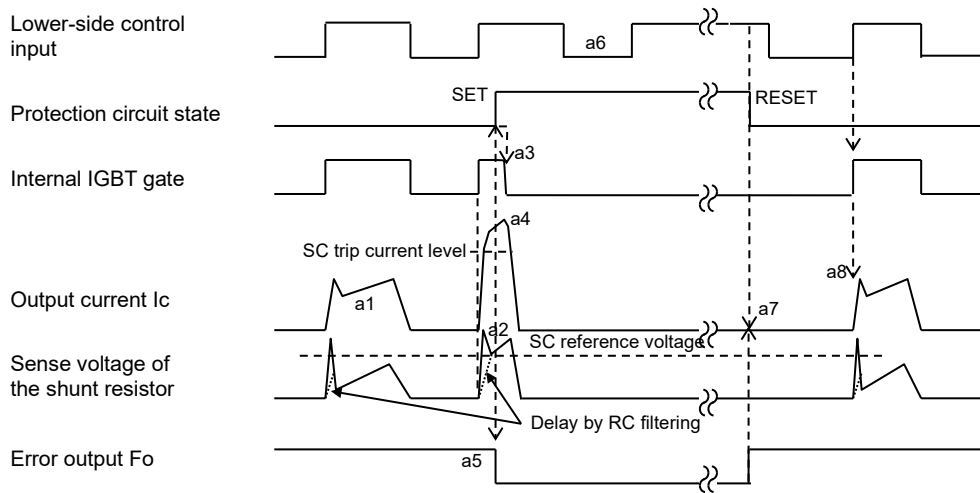 Lower-side control
input
a6
SET
RESET
Protection circuit state
a3
Internal IGBT gate
a4
SC trip current level
a8
Output current Ic
a1
a7
a2
SC reference voltage
Sense voltage of
the shunt resistor
Delay by RC filtering
Error output Fo
a5